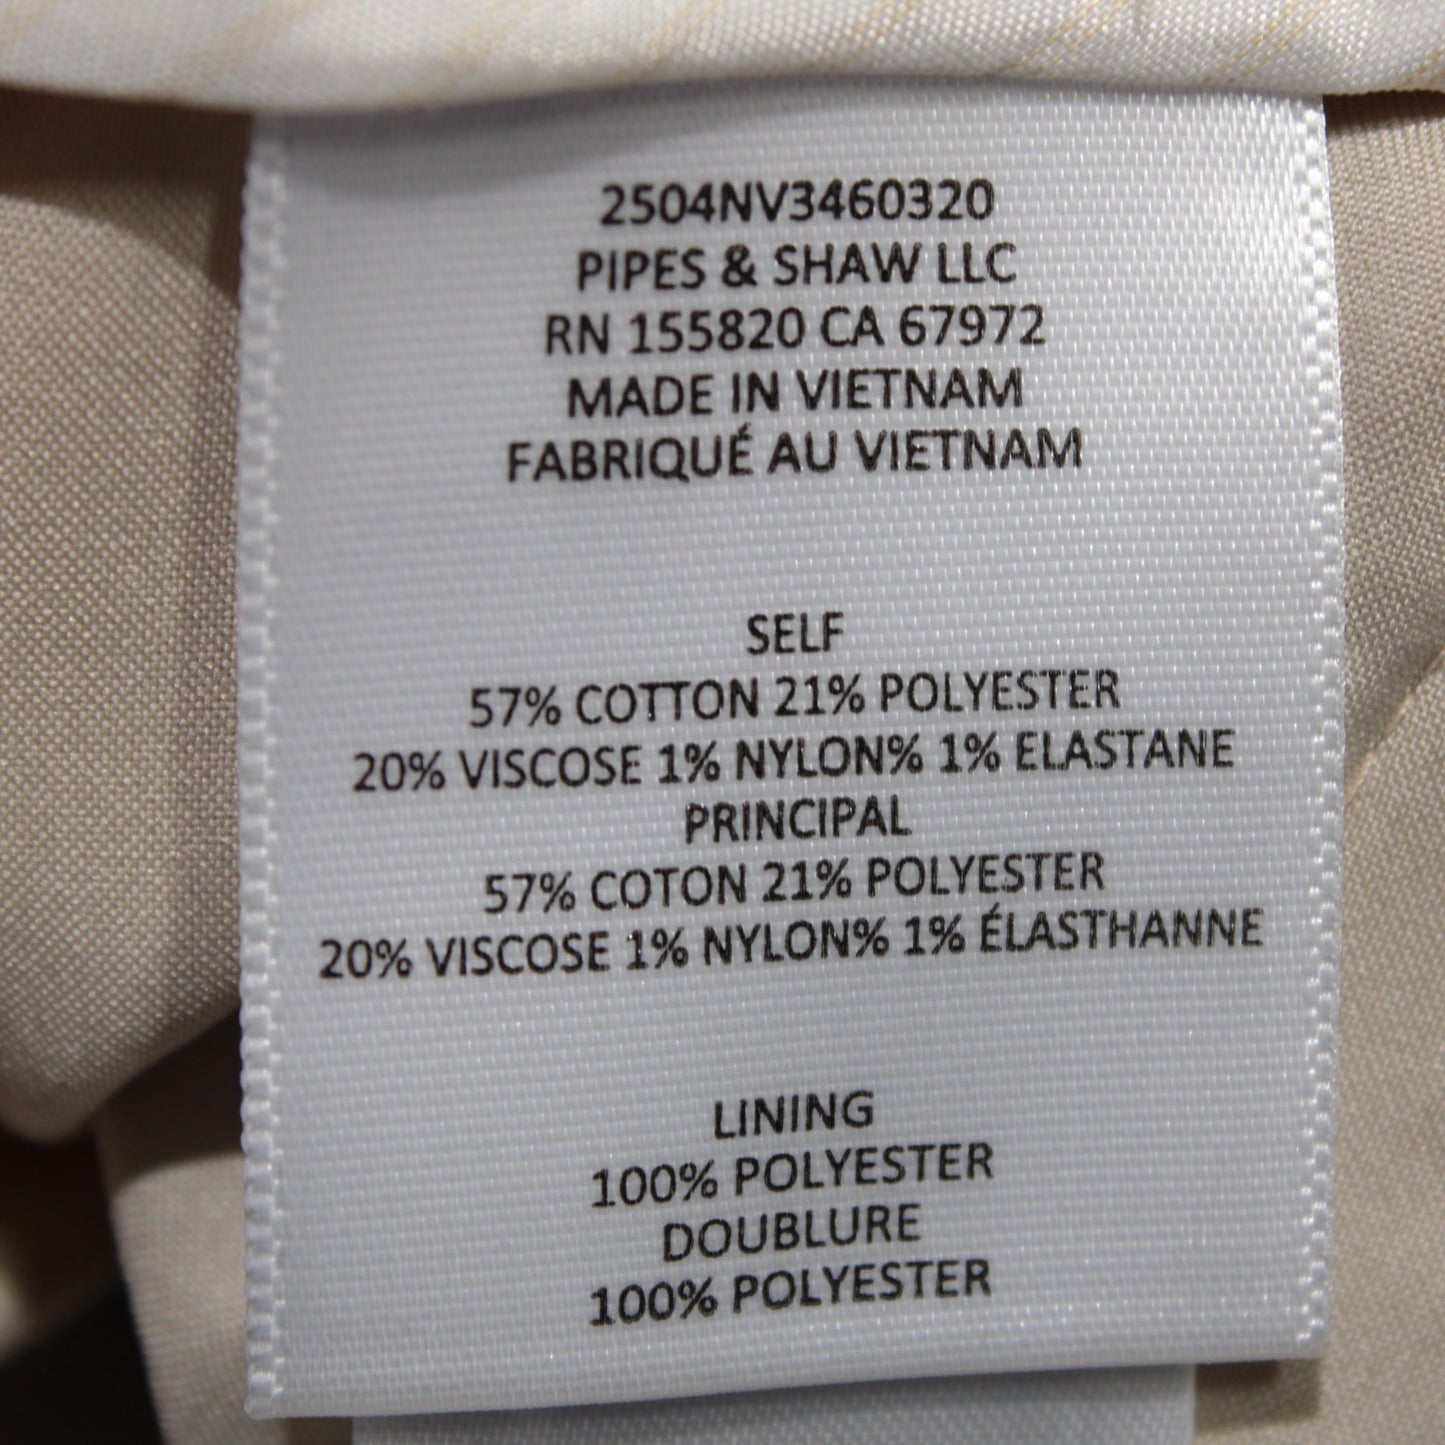 2504NV3460320
PIPES & SHAW LLC
RN 155820 CA 67972
MADE IN VIETNAM
FABRIQUÉ AU VIETNAM
SELF
57% COTTON 21% POLYESTER
20% VISCOSE 1% NYLON% 1% ELASTANE
PRINCIPAL
57% COTON 21% POLYESTER
20% VISCOSE 1% NYLON% 1% ÉLASTHANNE
LINING
100% POLYESTER
DOUBLURE
100% POLYESTER